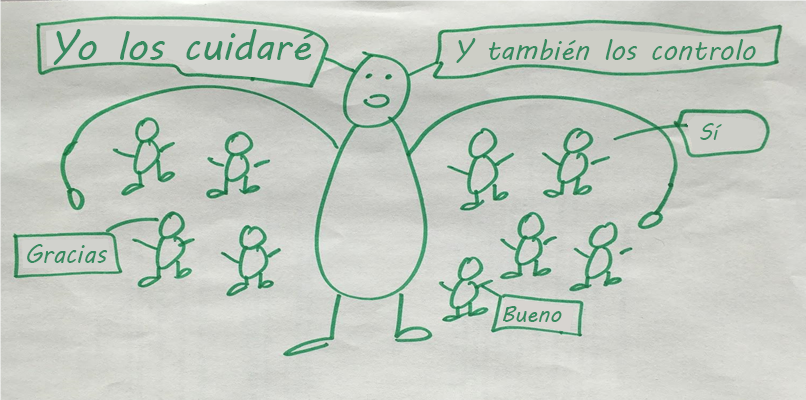 Yo los cuidaré
Y también los controlo
Sí
Gracias
Bueno